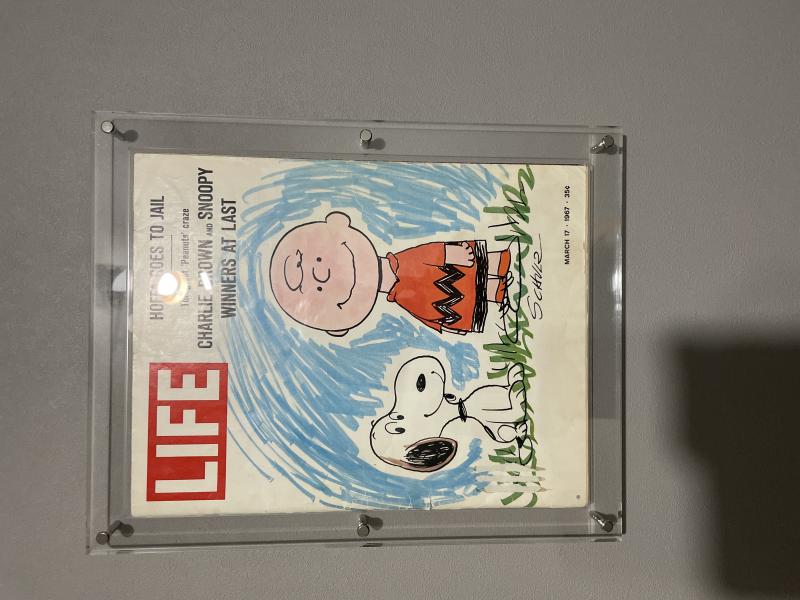 LIFE
HOFFA GOES TO JAIL
'Peanuts' craze
CHARLIE BROWN AND SNOOPY
WINNERS AT LAST
SCHULZ
MARCH 17 · 1967 · 35¢